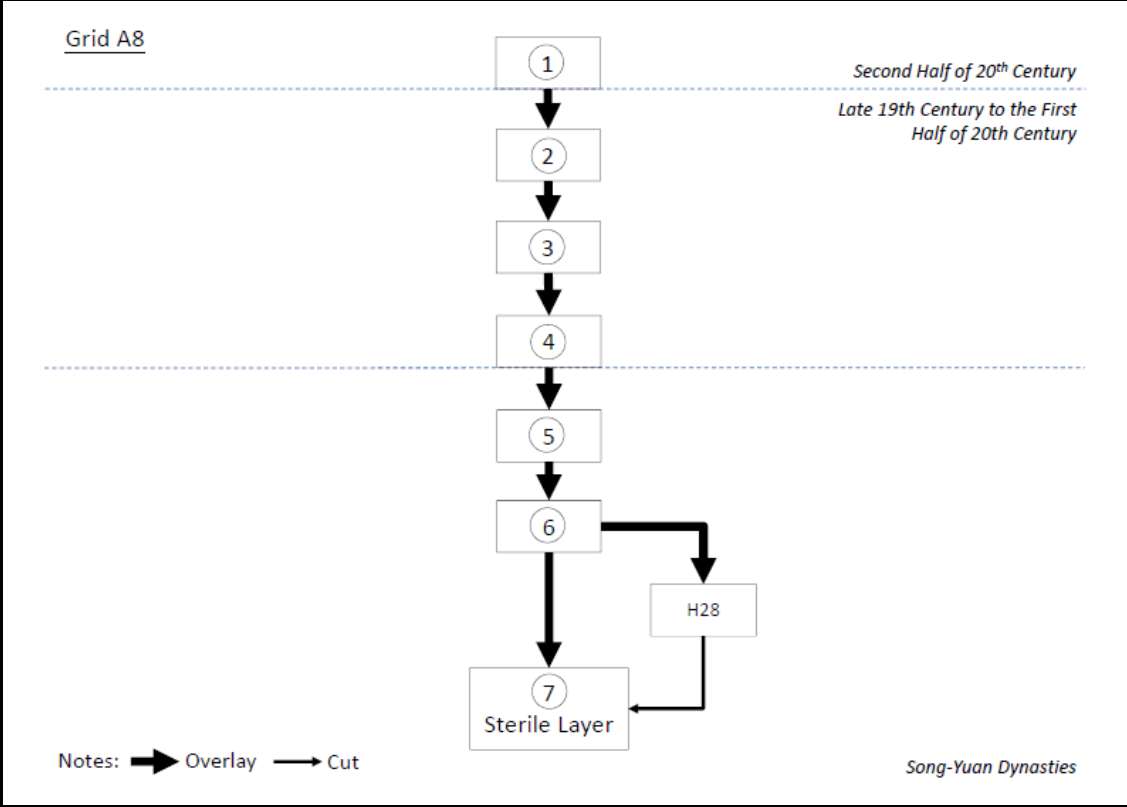 Grid A8
1
Second Half of 20th Century
Late 19th Century to the First
Half of 20th Century
2
3
4
5
6
H28
7
Sterile Layer
Notes: Overlay Cut
Song-Yuan Dynasties